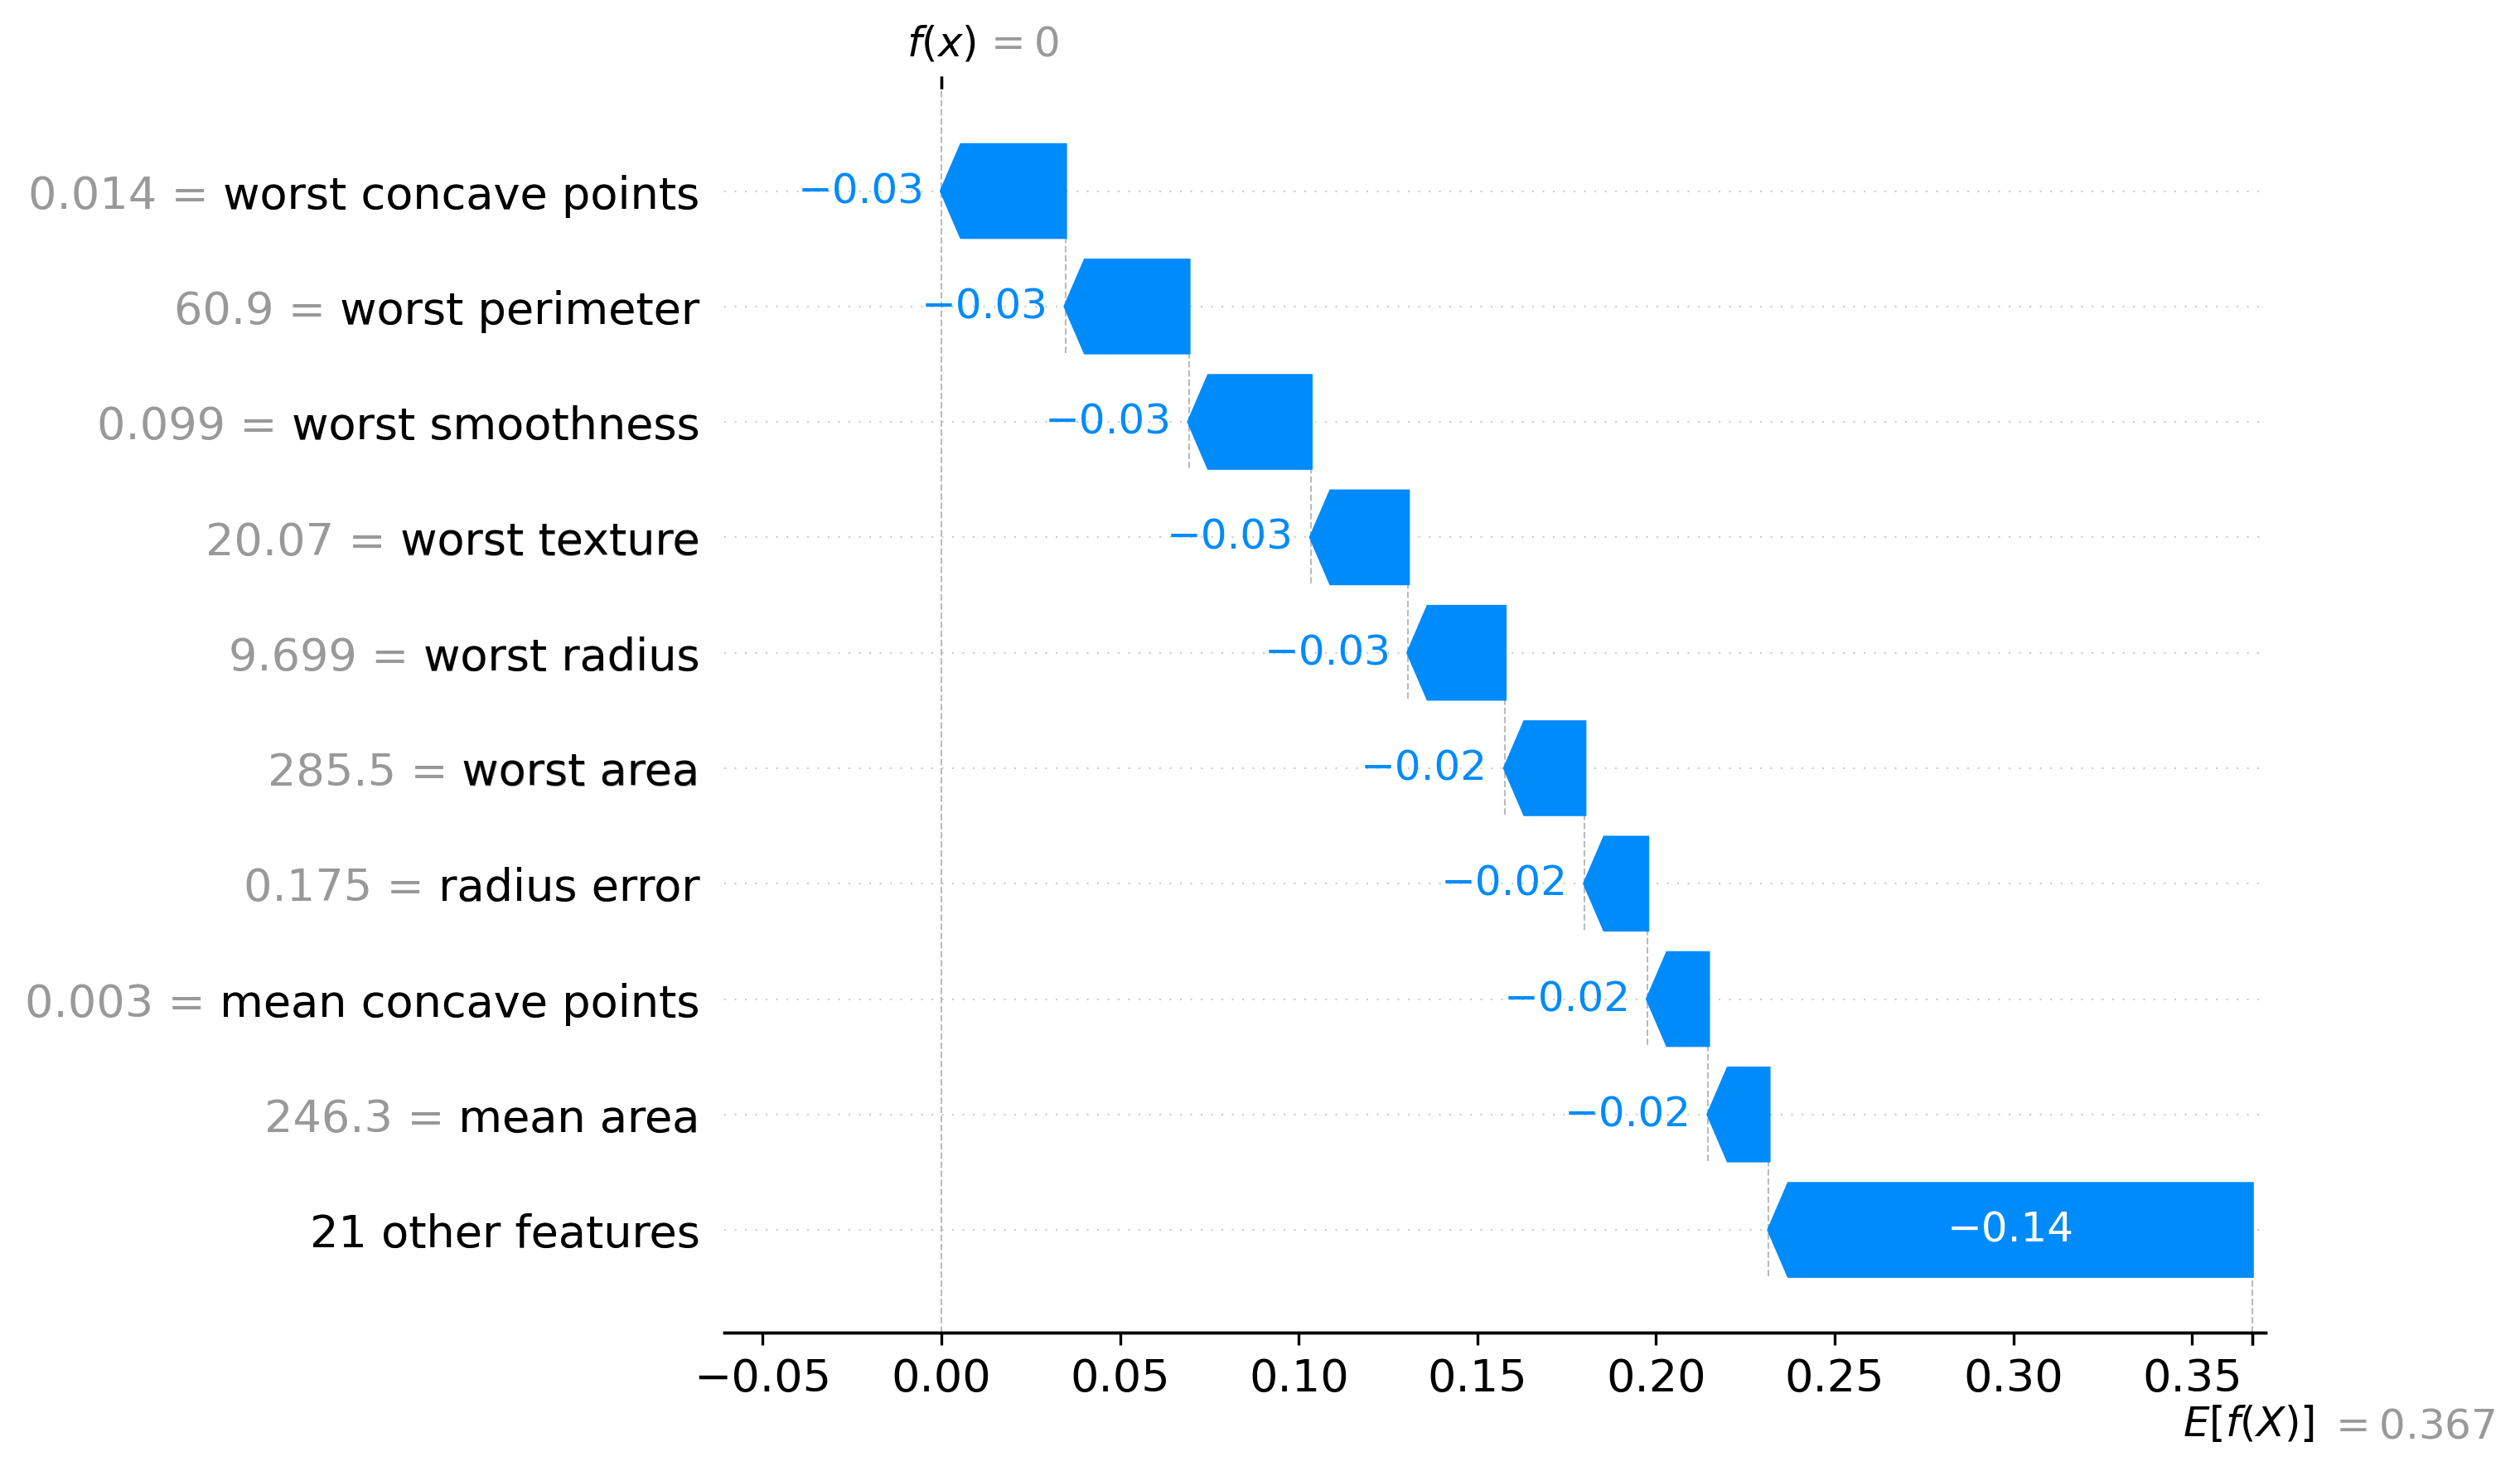 f(x) = 0
0.014 = worst concave points −0.03
60.9 = worst perimeter −0.03
0.099 = worst smoothness −0.03
20.07 = worst texture −0.03
9.699 = worst radius −0.03
285.5 = worst area −0.02
0.175 = radius error −0.02
0.003 = mean concave points −0.02
246.3 = mean area −0.02
21 other features −0.14
−0.05 0.00 0.05 0.10 0.15 0.20 0.25 0.30 0.35
E[f(X)] = 0.367